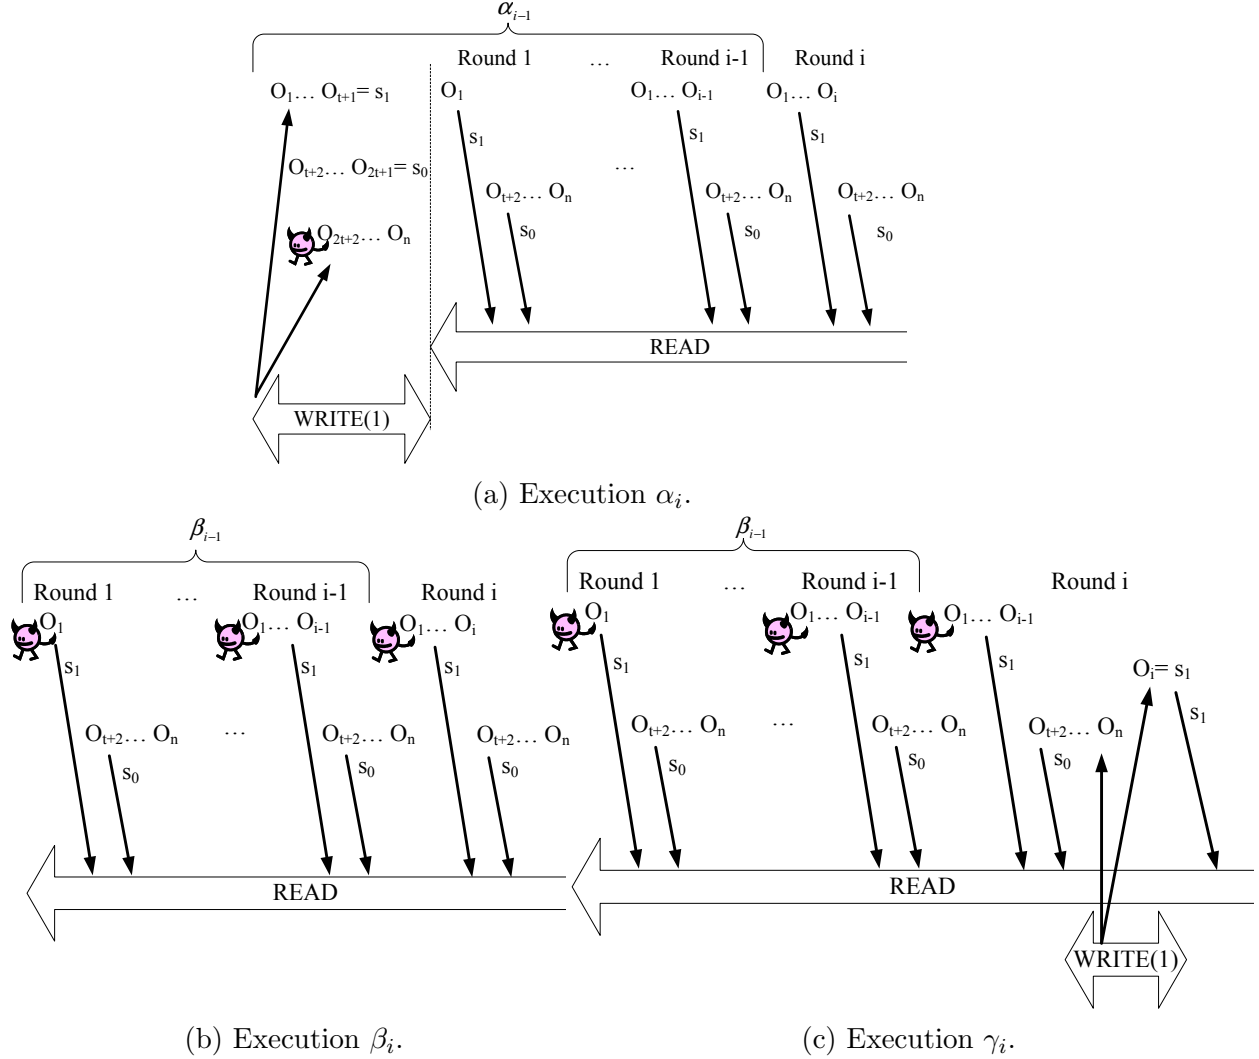 α_{i−1}
Round 1 ... Round i-1 Round i
O_1... O_{t+1}= s_1 O_1 O_1... O_{i-1} O_1... O_i
s_1 s_1 s_1
O_{t+2}... O_{2t+1}= s_0 ...
O_{t+2}... O_n O_{t+2}... O_n O_{t+2}... O_n
O_{2t+2}... O_n s_0 s_0 s_0
READ
WRITE(1)
(a) Execution α_i.
β_{i−1}
Round 1 ... Round i-1 Round i
O_1 O_1... O_{i-1} O_1... O_i
s_1 s_1 s_1
O_{t+2}... O_n ... O_{t+2}... O_n O_{t+2}... O_n
s_0 s_0 s_0
READ
(b) Execution β_i.
β_{i−1}
Round 1 ... Round i-1 Round i
O_1 O_1... O_{i-1} O_1... O_{i-1}
s_1 s_1 s_1 O_i= s_1
s_1
O_{t+2}... O_n ... O_{t+2}... O_n O_{t+2}... O_n
s_0 s_0 s_0
READ
WRITE(1)
(c) Execution γ_i.